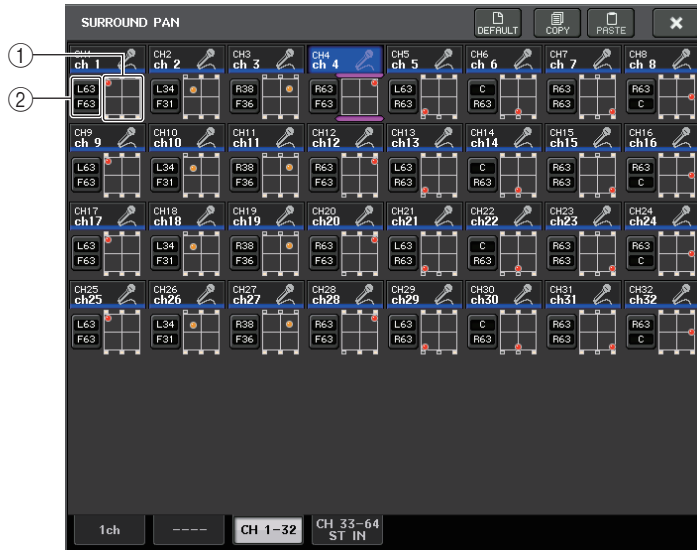 SURROUND PAN
DEFAULT COPY PASTE
1
2
CH1 CH2 CH3 CH4 CH5 CH6 CH7 CH8
ch 1 ch 2 ch 3 ch 4 ch 5 ch 6 ch 7 ch 8
L63 L34 R38 R63 L63 C R63 R63
F63 F31 F36 F63 R63 R63 R63 C
CH9 CH10 CH11 CH12 CH13 CH14 CH15 CH16
ch 9 ch10 ch11 ch12 ch13 ch14 ch15 ch16
L63 L34 R38 R63 L63 C R63 R63
F63 F31 F36 F63 R63 R63 R63 C
CH17 CH18 CH19 CH20 CH21 CH22 CH23 CH24
ch17 ch18 ch19 ch20 ch21 ch22 ch23 ch24
L63 L34 R38 R63 L63 C R63 R63
F63 F31 F36 F63 R63 R63 R63 C
CH25 CH26 CH27 CH28 CH29 CH30 CH31 CH32
ch25 ch26 ch27 ch28 ch29 ch30 ch31 ch32
L63 L34 R38 R63 L63 C R63 R63
F63 F31 F36 F63 R63 R63 R63 C
1ch ---- CH 1-32 CH 33-64
ST IN